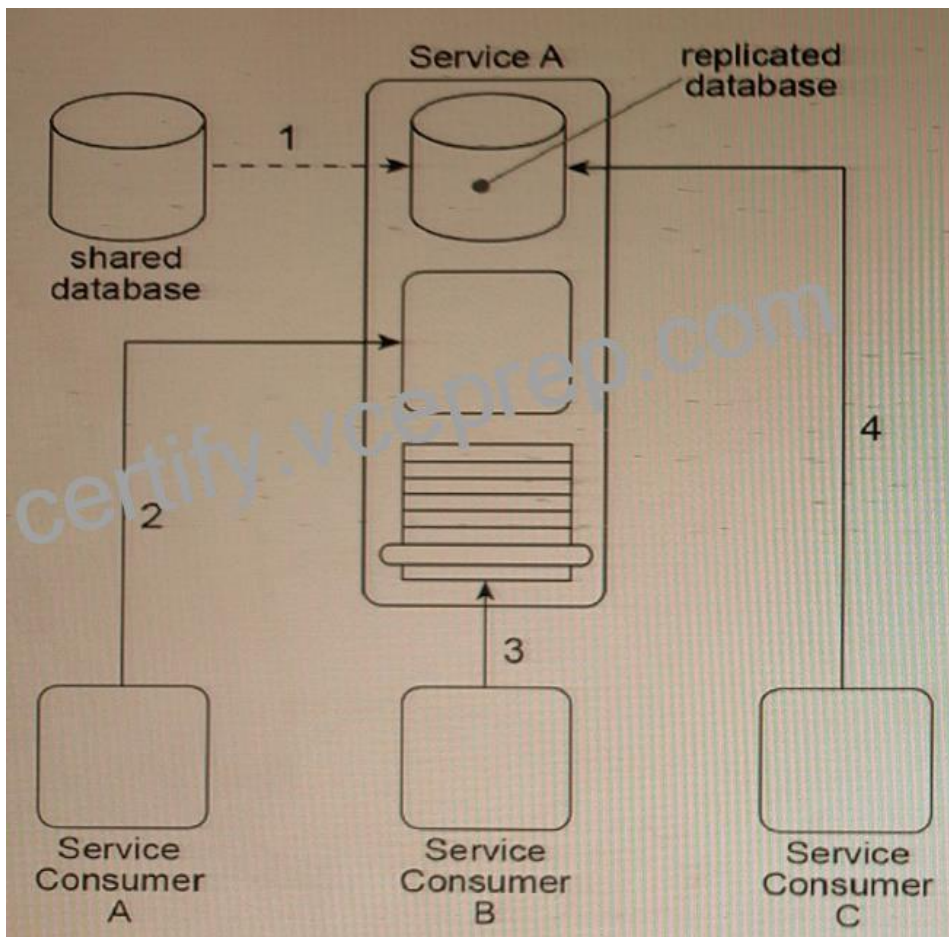 Service A
replicated
database
1
shared
database
certify.vceprep.com
2
4
3
Service
Consumer
A
Service
Consumer
B
Service
Consumer
C